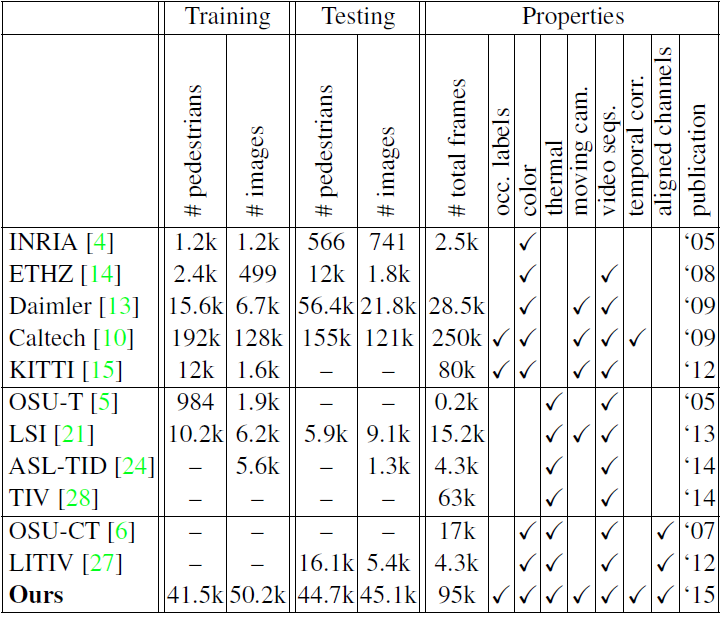 Training Testing Properties
# pedestrians # images # pedestrians # images # total frames occ. labels color thermal moving cam. video seqs. temporal corr. aligned channels publication
INRIA [4] 1.2k 1.2k 566 741 2.5k ✓ ‘05
ETHZ [14] 2.4k 499 12k 1.8k ✓ ✓ ‘08
Daimler [13] 15.6k 6.7k 56.4k 21.8k 28.5k ✓ ✓ ✓ ‘09
Caltech [10] 192k 128k 155k 121k 250k ✓ ✓ ✓ ✓ ✓ ‘09
KITTI [15] 12k 1.6k – – 80k ✓ ✓ ✓ ✓ ‘12
OSU-T [5] 984 1.9k – – 0.2k ✓ ✓ ‘05
LSI [21] 10.2k 6.2k 5.9k 9.1k 15.2k ✓ ✓ ✓ ‘13
ASL-TID [24] – 5.6k – 1.3k 4.3k ✓ ✓ ‘14
TIV [28] – – – – 63k ✓ ✓ ‘14
OSU-CT [6] – – – – 17k ✓ ✓ ✓ ✓ ‘07
LITIV [27] – – 16.1k 5.4k 4.3k ✓ ✓ ✓ ✓ ‘12
Ours 41.5k 50.2k 44.7k 45.1k 95k ✓ ✓ ✓ ✓ ✓ ✓ ✓ ‘15